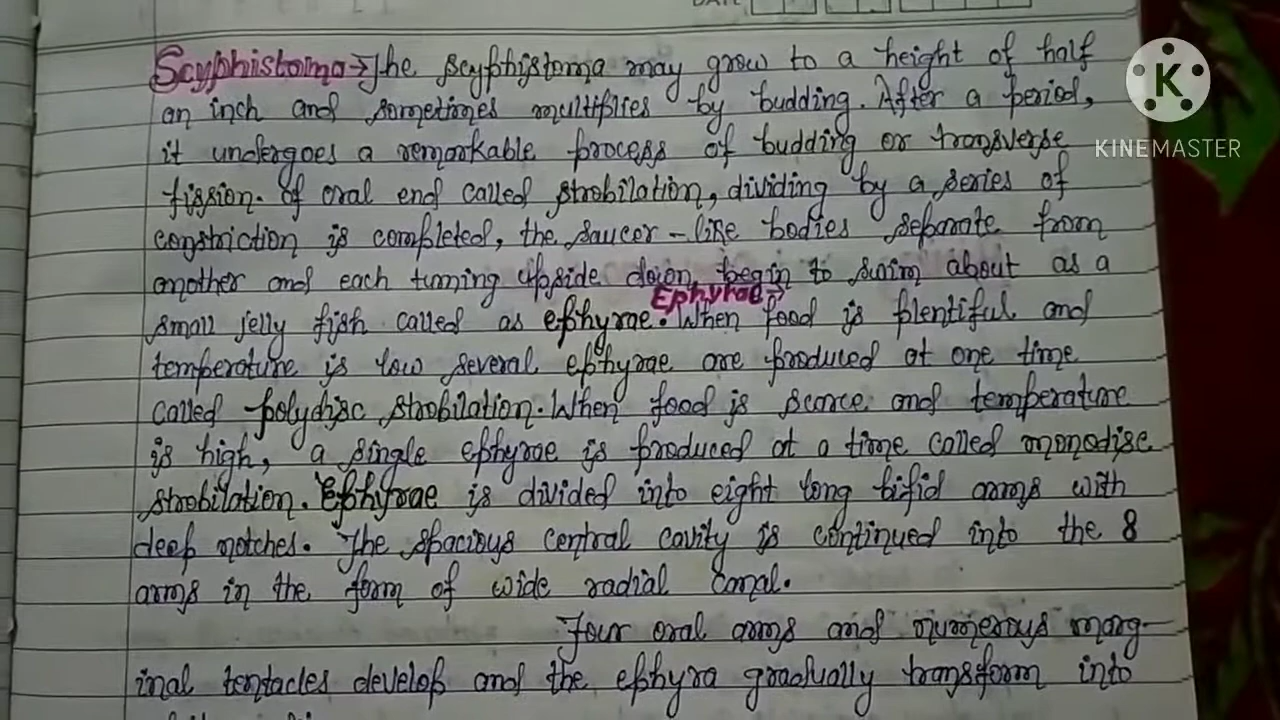 DATE
K
KINEMASTER
Scyphistoma → The scyphistoma may grow to a height of half
an inch and sometimes multiplies by budding. After a period,
it undergoes a remarkable process of budding or transverse
fission. Of oral end called strobilation, dividing by a series of
constriction is completed, the saucer-like bodies separate from
another and each turning upside down, begin to swim about as a
Ephyrae →
small jelly fish called as ephyrae. When food is plentiful and
temperature is low several ephyrae are produced at one time
called polydisc strobilation. When food is scarce and temperature
is high, a single ephyrae is produced at a time called monodisc
strobilation. Ephyrae is divided into eight long bifid arms with
deep notches. The spacious central cavity is continued into the 8
arms in the form of wide radial canal.
Four oral arms and numerous marg-
inal tentacles develop and the ephyra gradually transform into